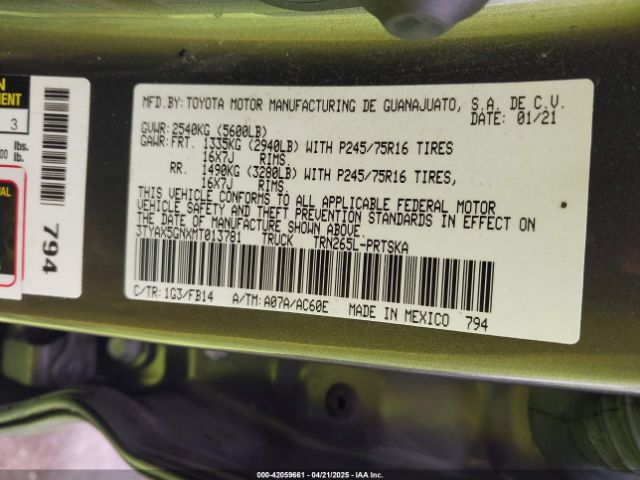 MFD.BY: TOYOTA MOTOR MANUFACTURING DE GUANAJUATO, S.A. DE C.V.
DATE: 01/21
GVWR: 2540KG (5600LB)
GAWR: FRT. 1335KG (2940LB) WITH P245/75R16 TIRES
16X7J RIMS,
RR. 1490KG (3280LB) WITH P245/75R16 TIRES,
16X7J RIMS,
THIS VEHICLE CONFORMS TO ALL APPLICABLE FEDERAL MOTOR
VEHICLE SAFETY AND THEFT PREVENTION STANDARDS IN EFFECT ON THE
DATE OF MANUFACTURE SHOWN ABOVE.
3TYAX5GNXMT013781 TRUCK TRN265L-PRTSKA
C/TR: 1G3/FB14 A/TM: A07A/AC60E MADE IN MEXICO 794
3
lbs.
lb.
794
000-42059661 - 04/21/2025 - IAA Inc.